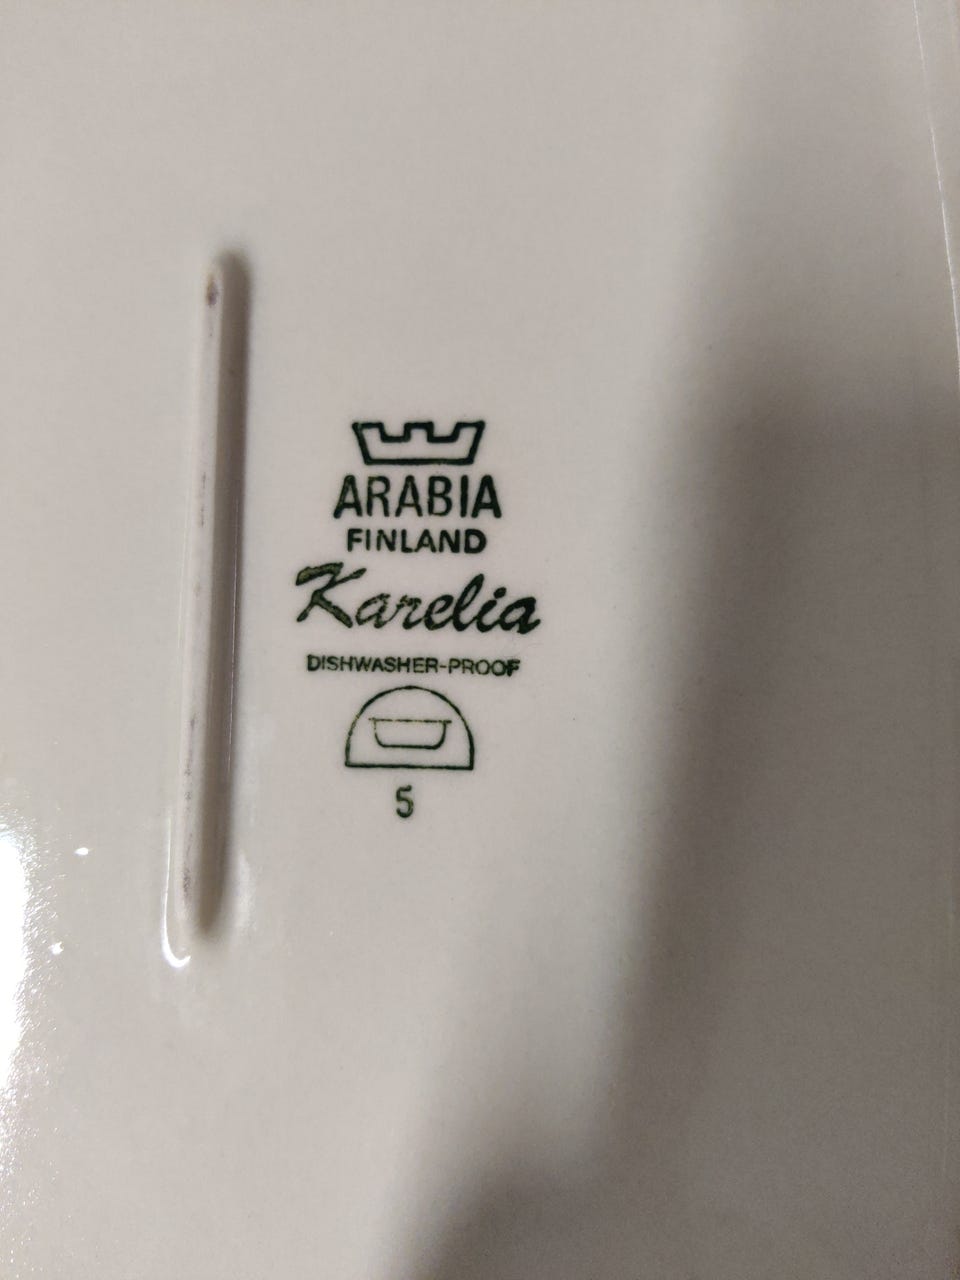 ARABIA
FINLAND
Karelia
DISHWASHER-PROOF
5